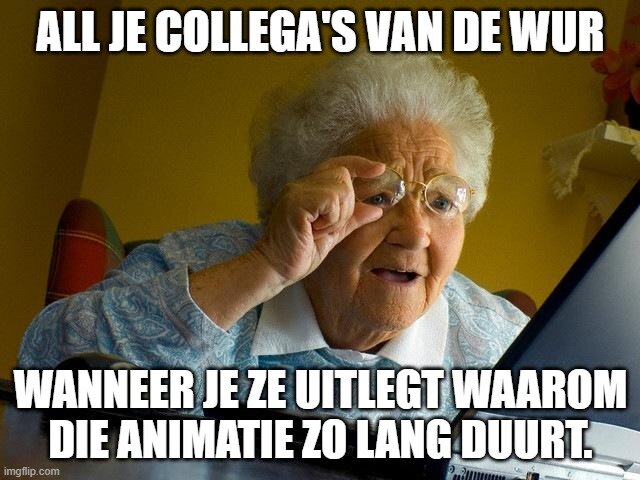 ALL JE COLLEGA'S VAN DE WUR
WANNEER JE ZE UITLEGT WAAROM
DIE ANIMATIE ZO LANG DUURT.
imgflip.com